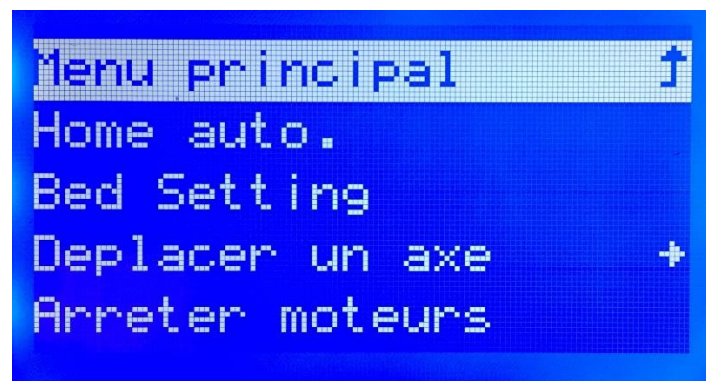 Menu principal
Home auto.
Bed Setting
Deplacer un axe
Arreter moteurs